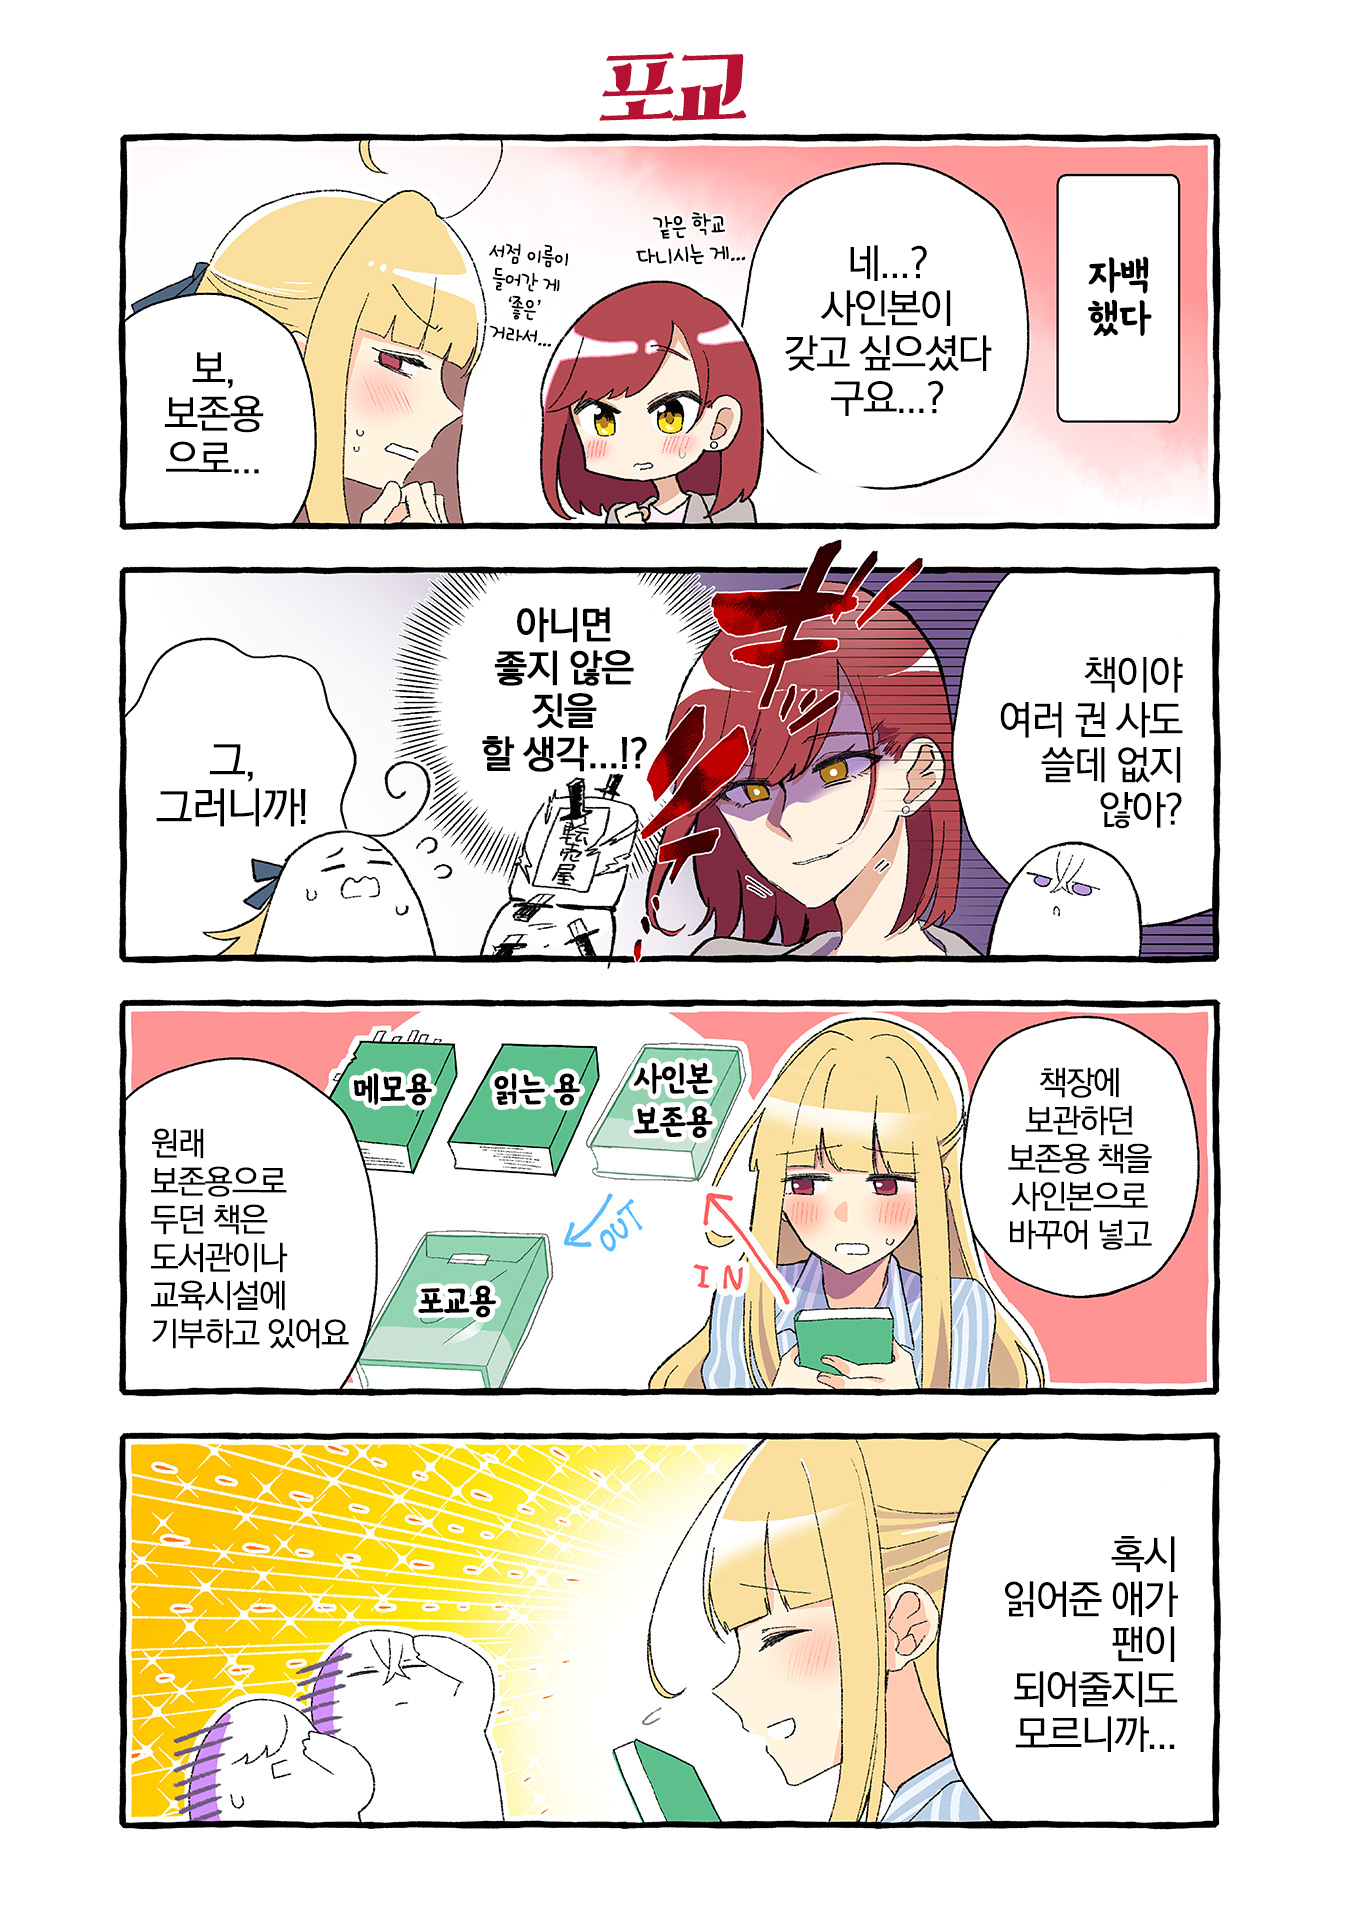 포교
자백
했다
네...?
사인본이
갖고 싶으셨다
구요...?
같은 학교
다니시는 게...
서점 이름이
들어간 게
‘좋은’
거라서...
보,
보존용
으로...
책이야
여러 권 사도
쓸데 없지
않아?
ギギッ
아니면
좋지 않은
짓을
할 생각...!?
転売屋
그,
그러니까!
책장에
보관하던
보존용 책을
사인본으로
바꾸어 넣고
사인본
보존용
읽는 용
메모용
IN
OUT
포교용
원래
보존용으로
두던 책은
도서관이나
교육시설에
기부하고 있어요
혹시
읽어준 애가
팬이
되어줄지도
모르니까...